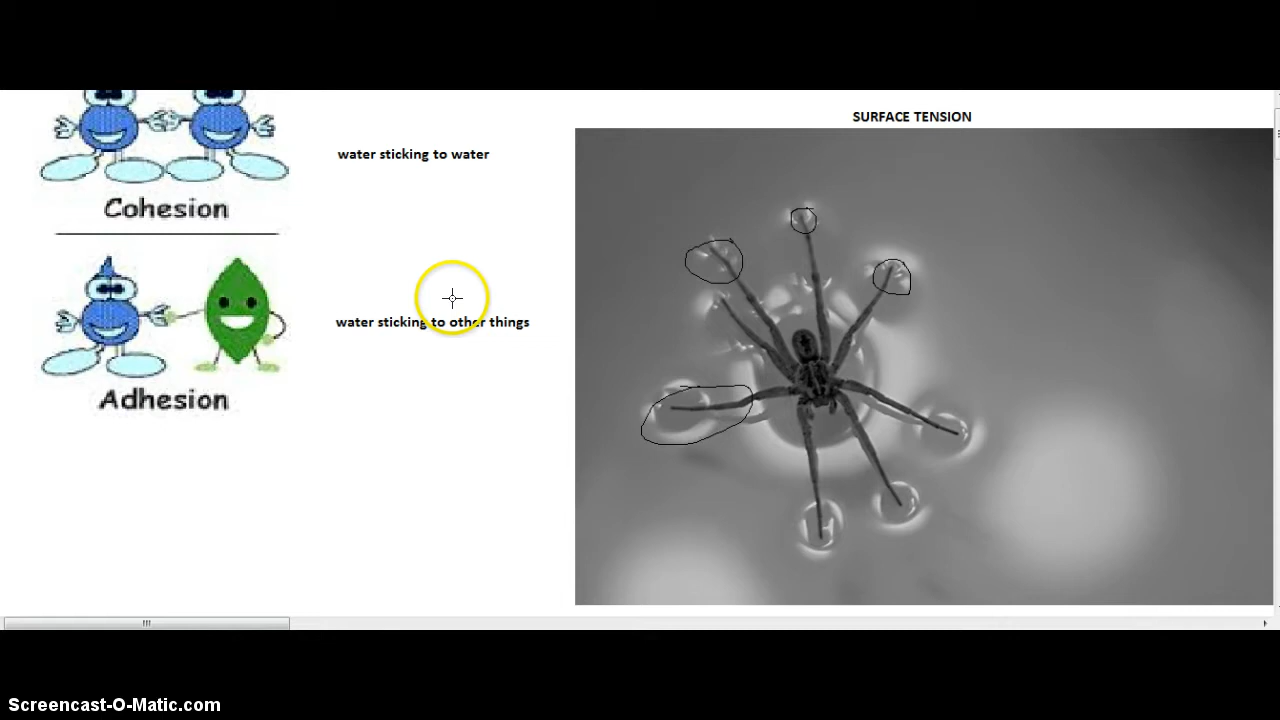 SURFACE TENSION
water sticking to water
Cohesion
water sticking to other things
Adhesion
Screencast-O-Matic.com